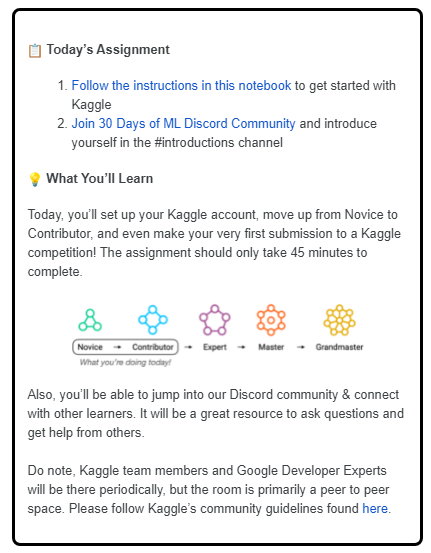 Today's Assignment
1. Follow the instructions in this notebook to get started with
Kaggle
2. Join 30 Days of ML Discord Community and introduce
yourself in the #introductions channel
What You'll Learn
Today, you'll set up your Kaggle account, move up from Novice to
Contributor, and even make your very first submission to a Kaggle
competition! The assignment should only take 45 minutes to
complete.
Novice → Contributor → Expert → Master → Grandmaster
What you're doing today!
Also, you'll be able to jump into our Discord community & connect
with other learners. It will be a great resource to ask questions and
get help from others.
Do note, Kaggle team members and Google Developer Experts
will be there periodically, but the room is primarily a peer to peer
space. Please follow Kaggle's community guidelines found here.